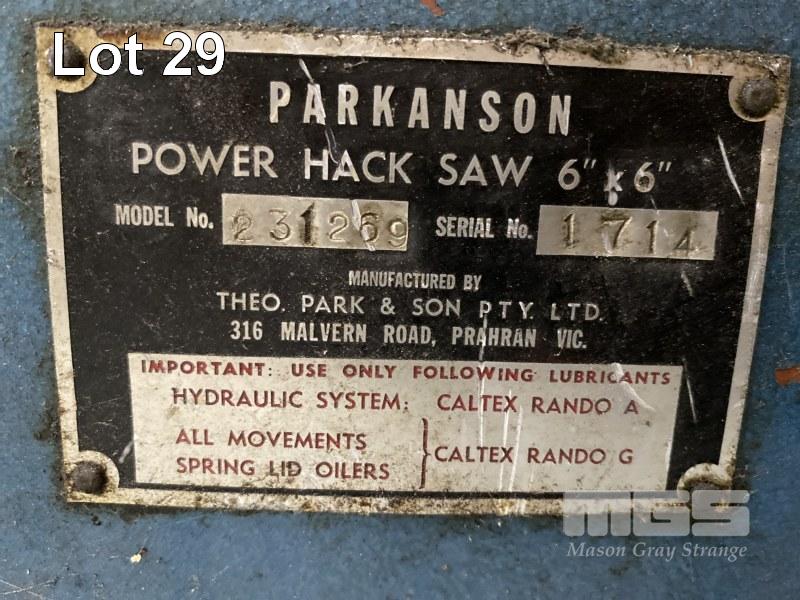 Lot 29
PARKANSON
POWER HACK SAW 6" x 6"
MODEL No. 231269 SERIAL No. 1714
MANUFACTURED BY
THEO. PARK & SON PTY. LTD.
316 MALVERN ROAD, PRAHRAN VIC.
IMPORTANT: USE ONLY FOLLOWING LUBRICANTS
HYDRAULIC SYSTEM: CALTEX RANDO A
ALL MOVEMENTS
SPRING LID OILERS } CALTEX RANDO G
MGS
Mason Gray Strange